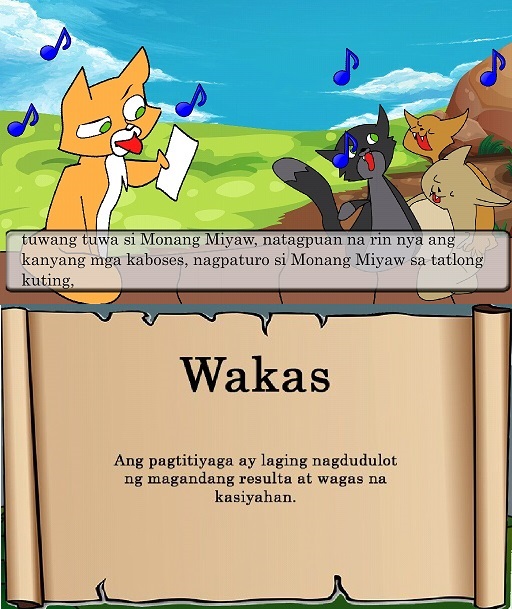 tuwang tuwa si Monang Miyaw, natagpuan na rin nya ang
kanyang mga kaboses, nagpaturo si Monang Miyaw sa tatlong
kuting,
Wakas
Ang pagtitiyaga ay laging nagdudulot
ng magandang resulta at wagas na
kasiyahan.